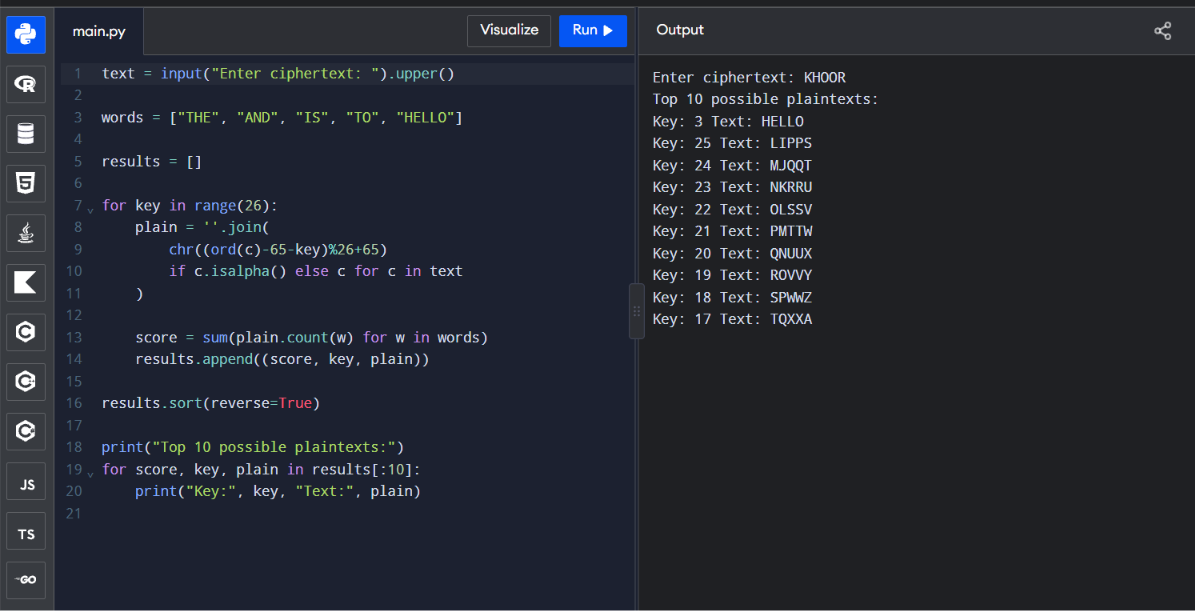 main.py
Visualize
Run
Output
1 text = input("Enter ciphertext: ").upper()
2
3 words = ["THE", "AND", "IS", "TO", "HELLO"]
4
5 results = []
6
7 for key in range(26):
8     plain = ''.join(
9         chr((ord(c)-65-key)%26+65)
10         if c.isalpha() else c for c in text
11     )
12
13     score = sum(plain.count(w) for w in words)
14     results.append((score, key, plain))
15
16 results.sort(reverse=True)
17
18 print("Top 10 possible plaintexts:")
19 for score, key, plain in results[:10]:
20     print("Key:", key, "Text:", plain)
21
Enter ciphertext: KHOOR
Top 10 possible plaintexts:
Key: 3 Text: HELLO
Key: 25 Text: LIPPS
Key: 24 Text: MJQQT
Key: 23 Text: NKRRU
Key: 22 Text: OLSSV
Key: 21 Text: PMTTW
Key: 20 Text: QNUUX
Key: 19 Text: ROVVY
Key: 18 Text: SPWWZ
Key: 17 Text: TQXXA
R
5
C
C
C
JS
TS
GO